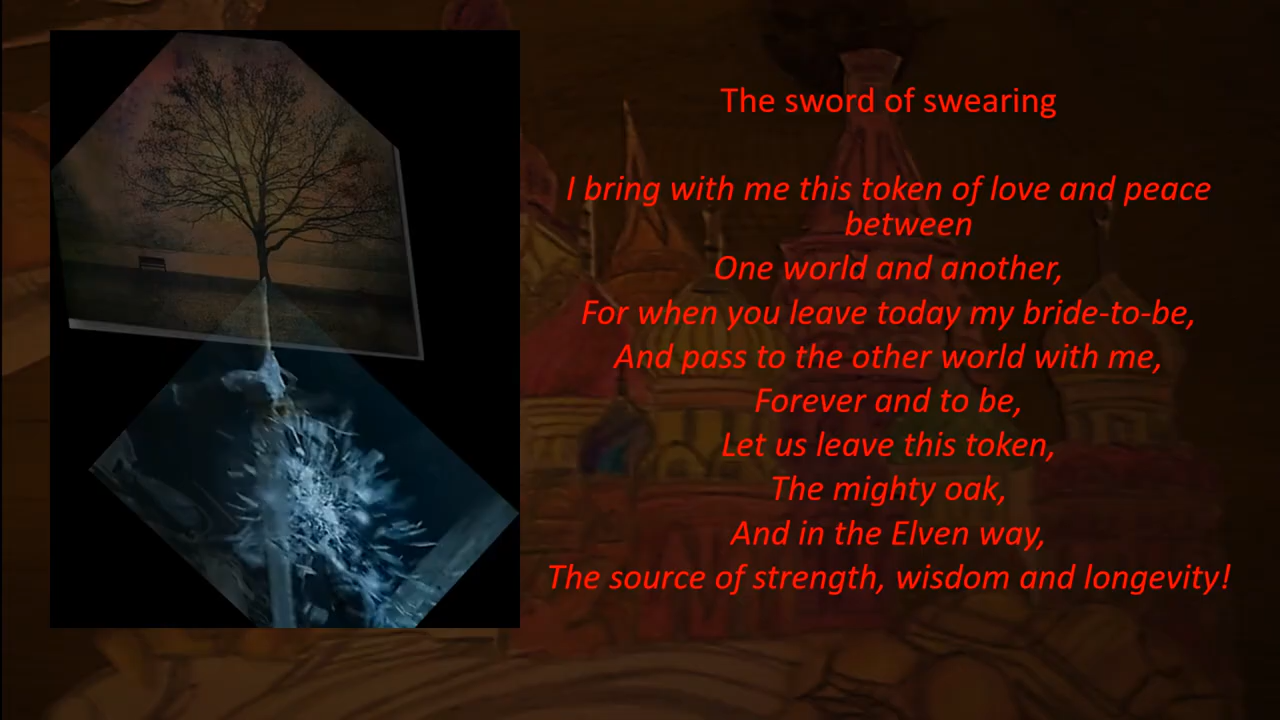 The sword of swearing
I bring with me this token of love and peace
between
One world and another,
For when you leave today my bride-to-be,
And pass to the other world with me,
Forever and to be,
Let us leave this token,
The mighty oak,
And in the Elven way,
The source of strength, wisdom and longevity!